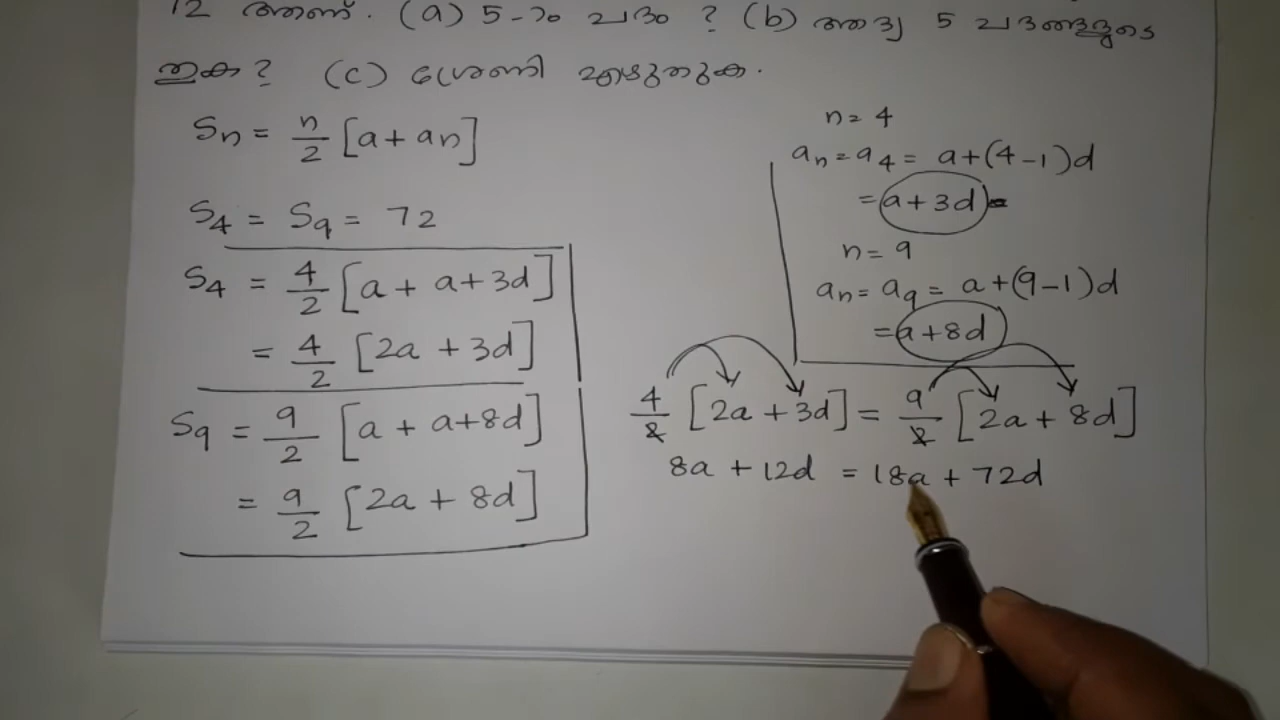 12 ആണ്. (a) 5-ാം പദം ? (b) ആദ്യ 5 പദങ്ങളുടെ
തുക? (c) ശ്രേണി എഴുതുക.
Sn = n/2 [a + an]
S4 = S9 = 72
S4 = 4/2 [a + a+3d]
= 4/2 [2a + 3d]
S9 = 9/2 [a + a+8d]
= 9/2 [2a + 8d]
n = 4
an = a4 = a+(4-1)d
= a+3d
n = 9
an = a9 = a+(9-1)d
= a+8d
4/2 [2a + 3d] = 9/2 [2a + 8d]
8a + 12d = 18a + 72d